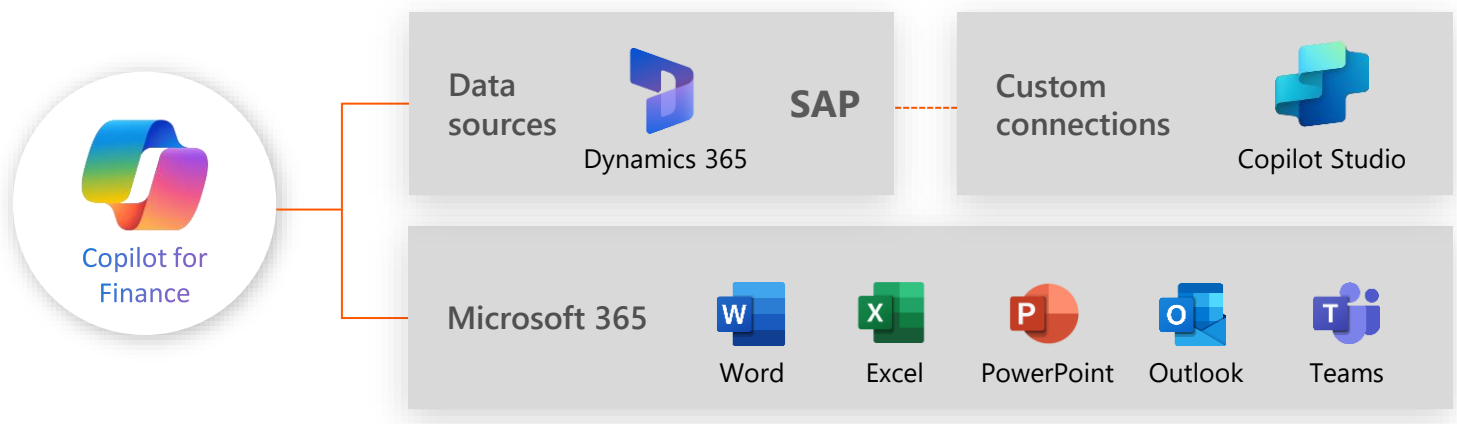 Copilot for
Finance
Data
sources
Dynamics 365
SAP
Custom
connections
Copilot Studio
Microsoft 365
W
Word
X
Excel
P
PowerPoint
O
Outlook
T
Teams